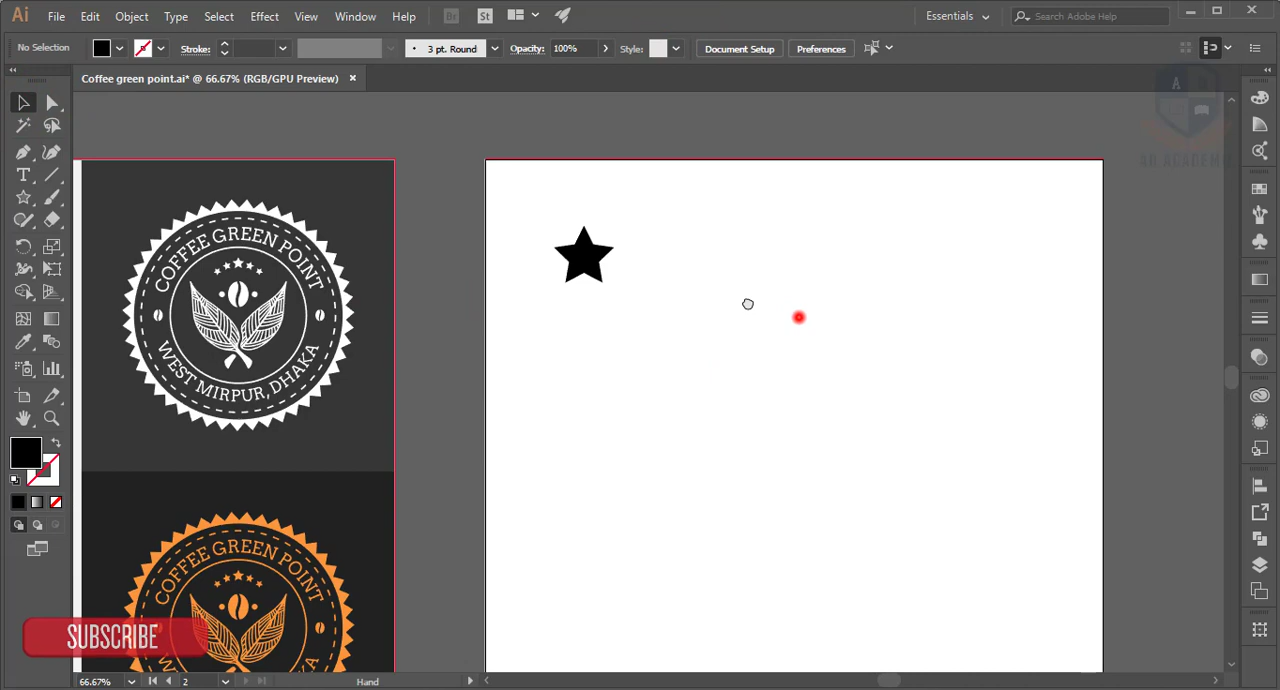 Ai File Edit Object Type Select Effect View Window Help Br St Essentials Search Adobe Help
No Selection Stroke: 3 pt. Round Opacity: 100% Style: Document Setup Preferences
Coffee green point.ai* @ 66.67% (RGB/GPU Preview)
COFFEE GREEN POINT
WEST MIRPUR, DHAKA
COFFEE GREEN POINT
SUBSCRIBE
66.67% 2 Hand